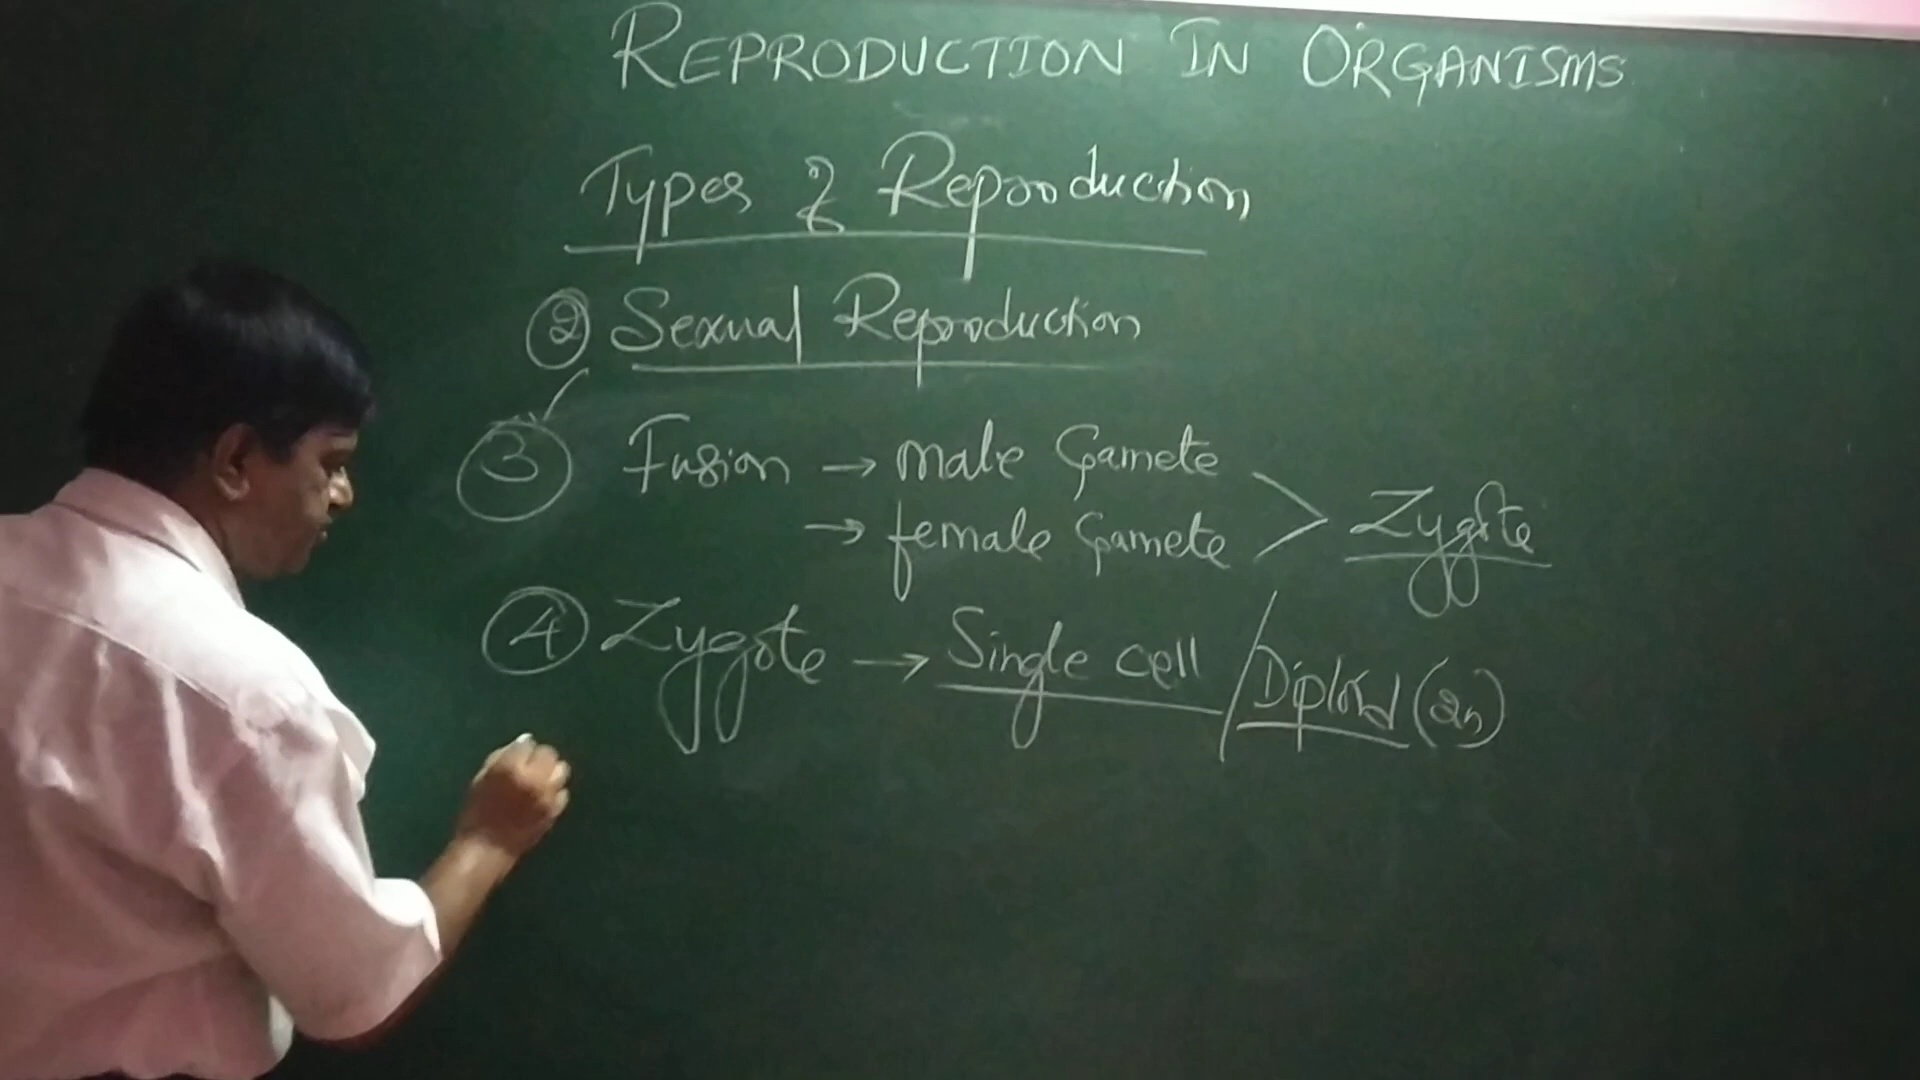 REPRODUCTION IN ORGANISMS
Types of Reproduction
② Sexual Reproduction
③ Fusion → male Gamete
→ female Gamete > Zygote
④ Zygote → Single cell / Diploid (2n)